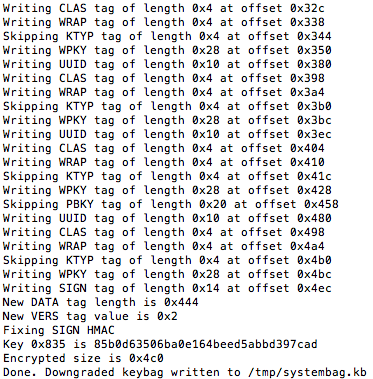 Writing CLAS tag of length 0x4 at offset 0x32c
Writing WRAP tag of length 0x4 at offset 0x338
Skipping KTYP tag of length 0x4 at offset 0x344
Writing WPKY tag of length 0x28 at offset 0x350
Writing UUID tag of length 0x10 at offset 0x380
Writing CLAS tag of length 0x4 at offset 0x398
Writing WRAP tag of length 0x4 at offset 0x3a4
Skipping KTYP tag of length 0x4 at offset 0x3b0
Writing WPKY tag of length 0x28 at offset 0x3bc
Writing UUID tag of length 0x10 at offset 0x3ec
Writing CLAS tag of length 0x4 at offset 0x404
Writing WRAP tag of length 0x4 at offset 0x410
Skipping KTYP tag of length 0x4 at offset 0x41c
Writing WPKY tag of length 0x28 at offset 0x428
Skipping PBKY tag of length 0x20 at offset 0x458
Writing UUID tag of length 0x10 at offset 0x480
Writing CLAS tag of length 0x4 at offset 0x498
Writing WRAP tag of length 0x4 at offset 0x4a4
Skipping KTYP tag of length 0x4 at offset 0x4b0
Writing WPKY tag of length 0x28 at offset 0x4bc
Writing SIGN tag of length 0x14 at offset 0x4ec
New DATA tag length is 0x444
New VERS tag value is 0x2
Fixing SIGN HMAC
Key 0x835 is 85b0d63506ba0e164beed5abbd397cad
Encrypted size is 0x4c0
Done. Downgraded keybag written to /tmp/systembag.kb